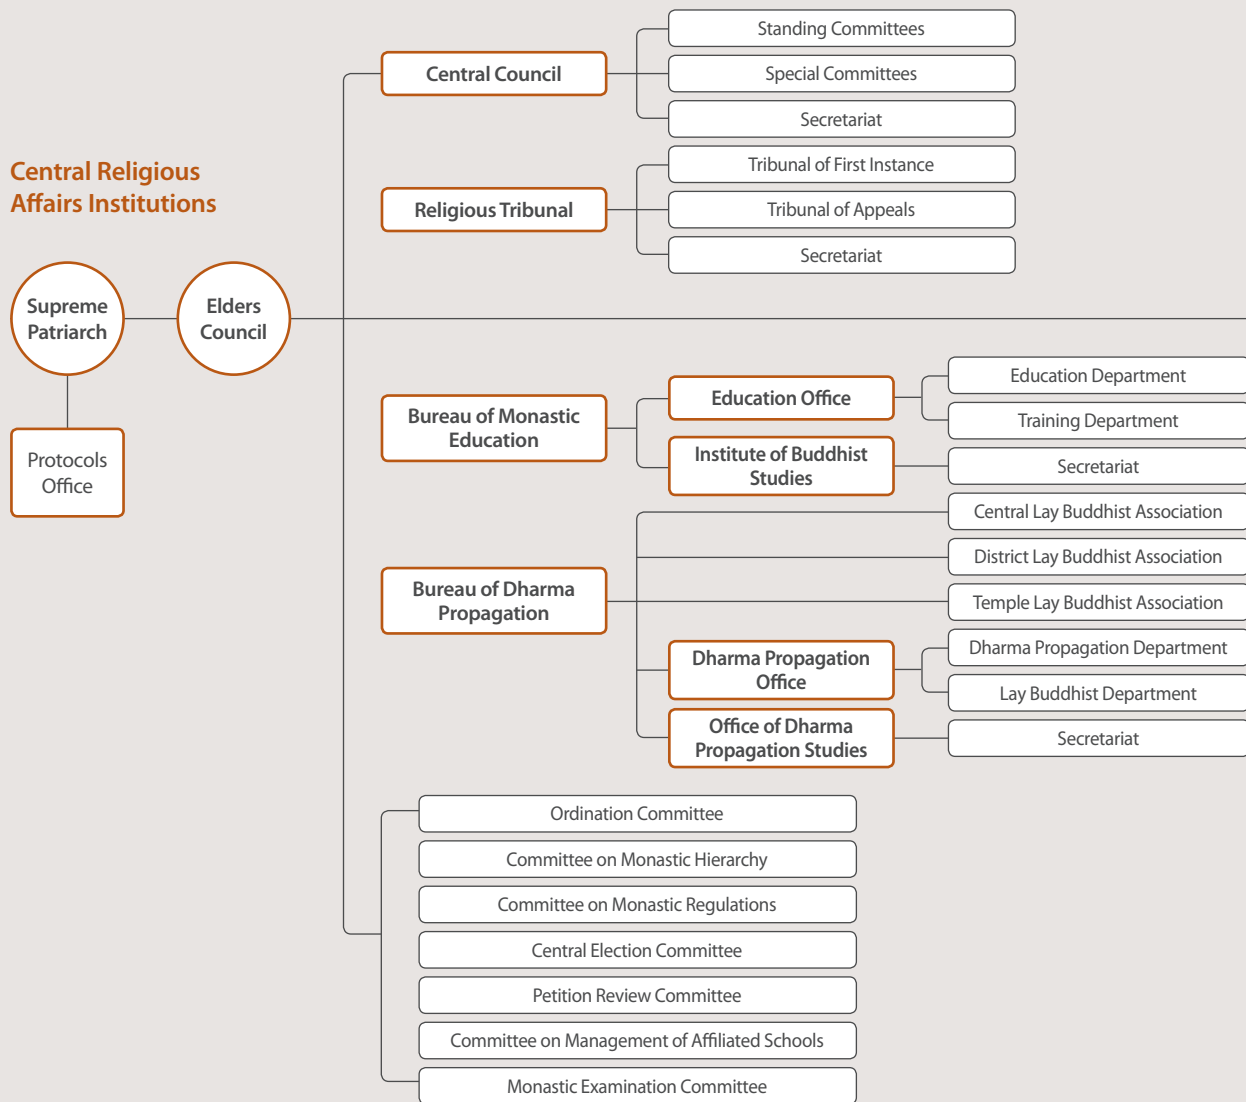 Central Religious
Affairs Institutions
Supreme
Patriarch
Elders
Council
Protocols
Office
Central Council
Standing Committees
Special Committees
Secretariat
Religious Tribunal
Tribunal of First Instance
Tribunal of Appeals
Secretariat
Bureau of Monastic
Education
Education Office
Education Department
Training Department
Institute of Buddhist
Studies
Secretariat
Bureau of Dharma
Propagation
Central Lay Buddhist Association
District Lay Buddhist Association
Temple Lay Buddhist Association
Dharma Propagation
Office
Dharma Propagation Department
Lay Buddhist Department
Office of Dharma
Propagation Studies
Secretariat
Ordination Committee
Committee on Monastic Hierarchy
Committee on Monastic Regulations
Central Election Committee
Petition Review Committee
Committee on Management of Affiliated Schools
Monastic Examination Committee